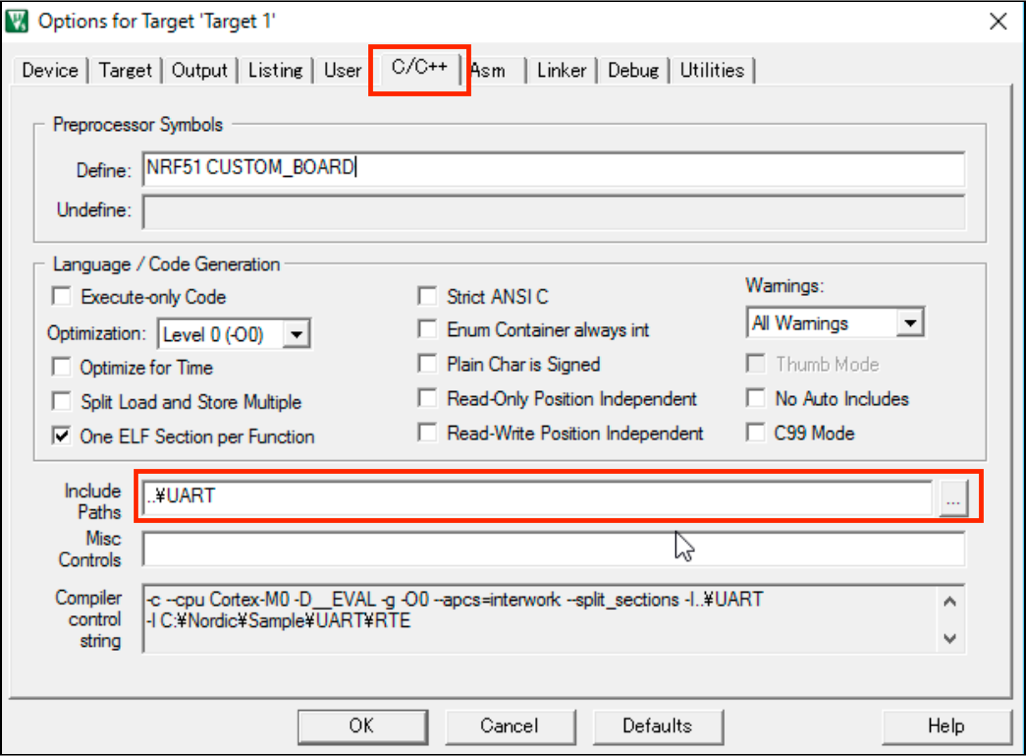 Options for Target 'Target 1'
Device Target Output Listing User C/C++ Asm Linker Debug Utilities
Preprocessor Symbols
Define: NRF51 CUSTOM_BOARD
Undefine:
Language / Code Generation
Execute-only Code
Optimization: Level 0 (-O0)
Optimize for Time
Split Load and Store Multiple
One ELF Section per Function
Strict ANSI C
Enum Container always int
Plain Char is Signed
Read-Only Position Independent
Read-Write Position Independent
Warnings:
All Warnings
Thumb Mode
No Auto Includes
C99 Mode
Include
Paths
..¥UART
...
Misc
Controls
Compiler
control
string
-c --cpu Cortex-M0 -D__EVAL -g -O0 --apcs=interwork --split_sections -I..¥UART
-I C:¥Nordic¥Sample¥UART¥RTE
OK Cancel Defaults Help